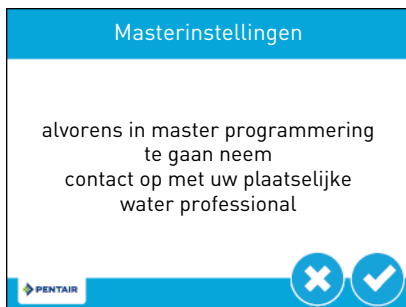 Masterinstellingen
alvorens in master programmering
te gaan neem
contact op met uw plaatselijke
water professional
PENTAIR